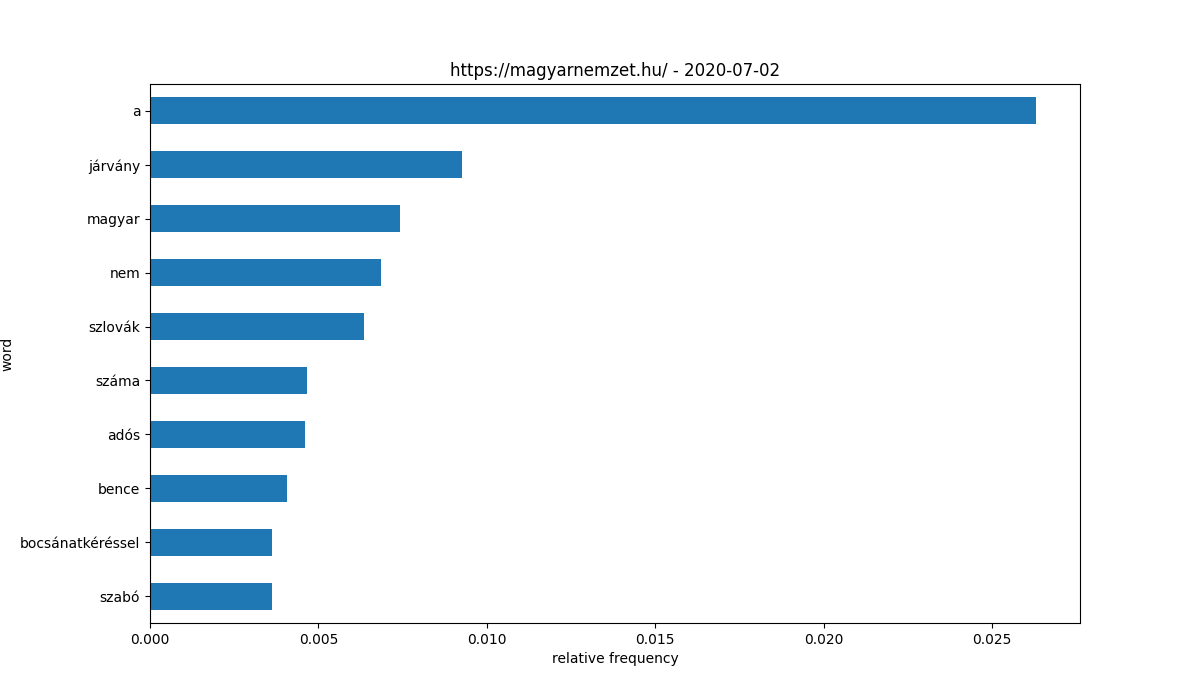 https://magyarnemzet.hu/ - 2020-07-02
a
járvány
magyar
nem
szlovák
száma
adós
bence
bocsánatkéréssel
szabó
word
0.000 0.005 0.010 0.015 0.020 0.025
relative frequency